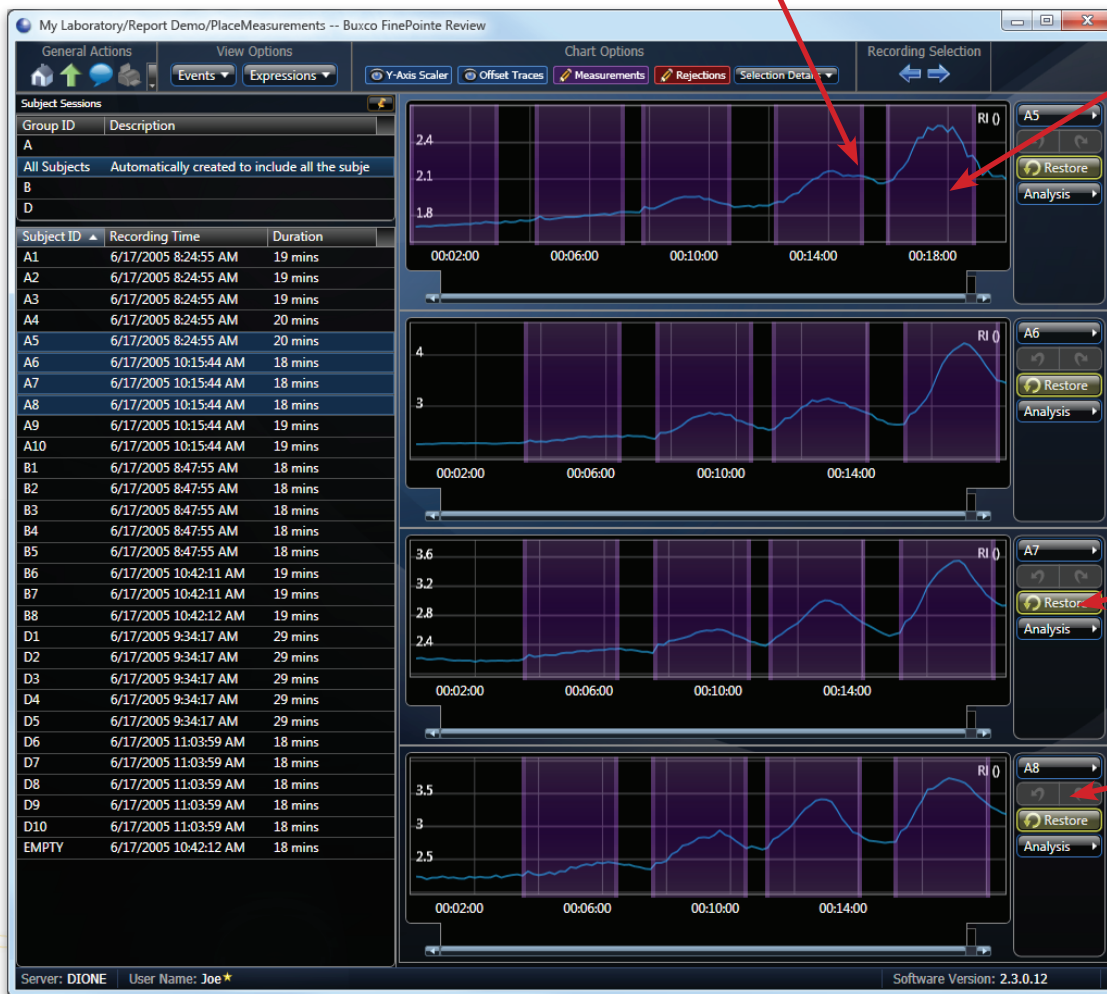 My Laboratory/Report Demo/PlaceMeasurements -- Buxco FinePointe Review
General Actions View Options Chart Options Recording Selection
Events Expressions Y-Axis Scaler Offset Traces Measurements Rejections Selection Details
Subject Sessions
Group ID Description
A
All Subjects Automatically created to include all the subje
B
D
Subject ID Recording Time Duration
A1 6/17/2005 8:24:55 AM 19 mins
A2 6/17/2005 8:24:55 AM 19 mins
A3 6/17/2005 8:24:55 AM 19 mins
A4 6/17/2005 8:24:55 AM 20 mins
A5 6/17/2005 8:24:55 AM 20 mins
A6 6/17/2005 10:15:44 AM 18 mins
A7 6/17/2005 10:15:44 AM 18 mins
A8 6/17/2005 10:15:44 AM 18 mins
A9 6/17/2005 10:15:44 AM 19 mins
A10 6/17/2005 10:15:44 AM 19 mins
B1 6/17/2005 8:47:55 AM 18 mins
B2 6/17/2005 8:47:55 AM 18 mins
B3 6/17/2005 8:47:55 AM 18 mins
B4 6/17/2005 8:47:55 AM 18 mins
B5 6/17/2005 8:47:55 AM 18 mins
B6 6/17/2005 10:42:11 AM 19 mins
B7 6/17/2005 10:42:11 AM 19 mins
B8 6/17/2005 10:42:12 AM 19 mins
D1 6/17/2005 9:34:17 AM 29 mins
D2 6/17/2005 9:34:17 AM 29 mins
D3 6/17/2005 9:34:17 AM 29 mins
D4 6/17/2005 9:34:17 AM 29 mins
D5 6/17/2005 9:34:17 AM 29 mins
D6 6/17/2005 11:03:59 AM 18 mins
D7 6/17/2005 11:03:59 AM 18 mins
D8 6/17/2005 11:03:59 AM 18 mins
D9 6/17/2005 11:03:59 AM 18 mins
D10 6/17/2005 11:03:59 AM 18 mins
EMPTY 6/17/2005 10:42:12 AM 18 mins
RI () A5
2.4
Restore
2.1
Analysis
1.8
00:02:00 00:06:00 00:10:00 00:14:00 00:18:00
RI () A6
4
Restore
3
Analysis
00:02:00 00:06:00 00:10:00 00:14:00
3.6 RI () A7
3.2
Restore
2.8
Analysis
2.4
00:02:00 00:06:00 00:10:00 00:14:00
RI () A8
3.5
Restore
3
Analysis
2.5
00:02:00 00:06:00 00:10:00 00:14:00
Server: DIONE User Name: Joe Software Version: 2.3.0.12